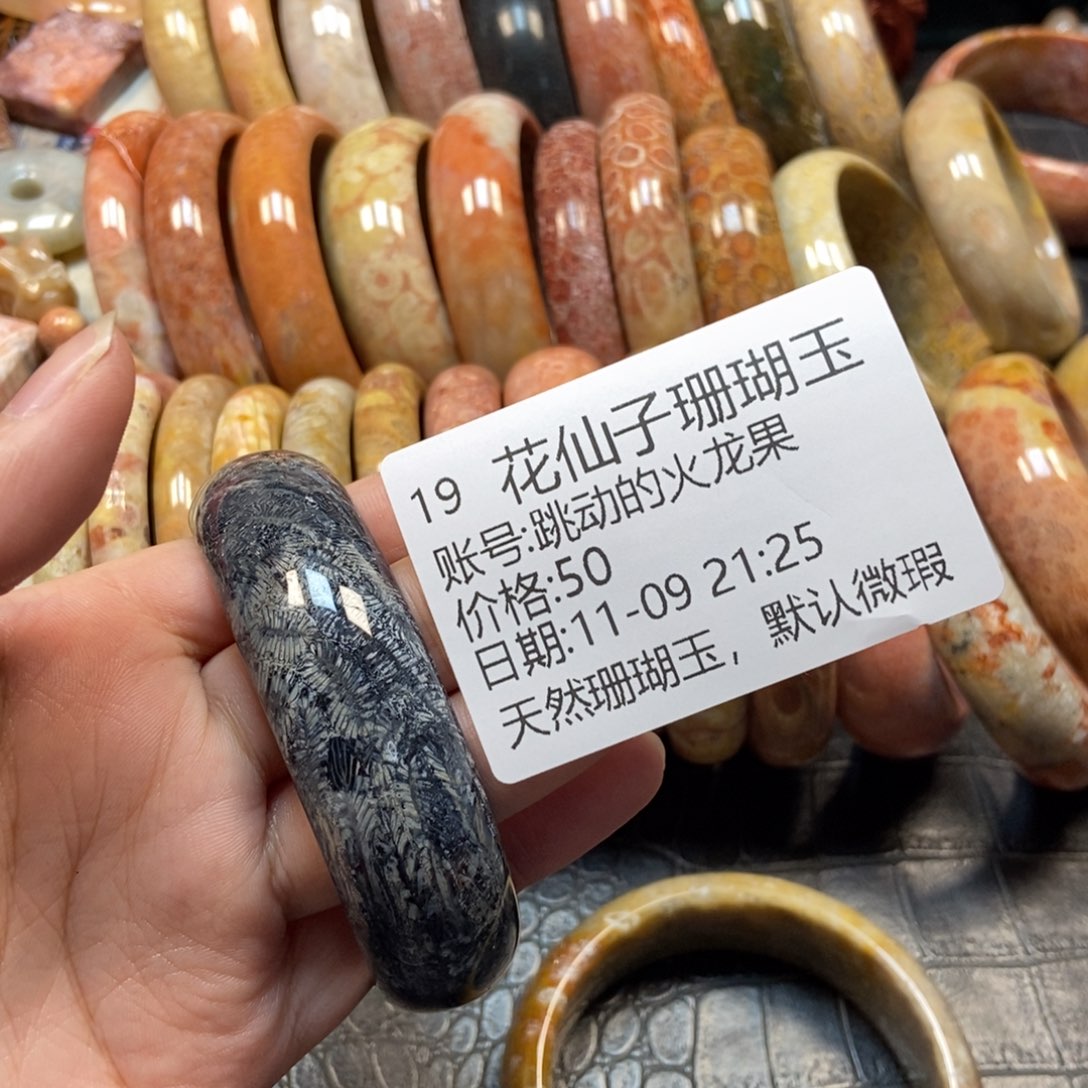 19 花仙子珊瑚玉
账号:跳动的火龙果
价格:50
日期:11-09 21:25
天然珊瑚玉，默认微瑕